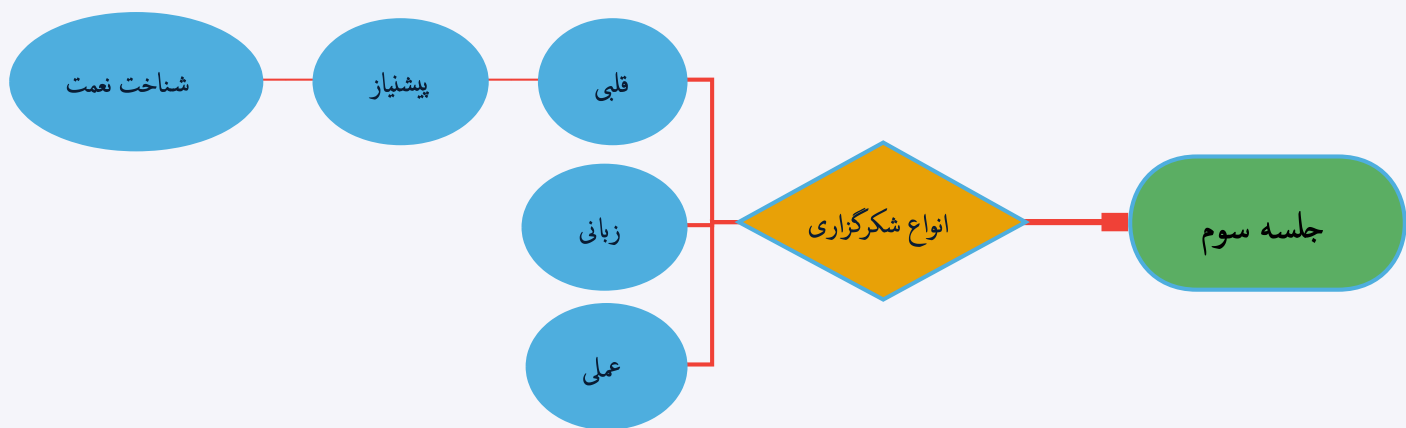 جلسه سوم
انواع شکرگزاری
قلبی
پیشنیاز
شناخت نعمت
زبانی
عملی